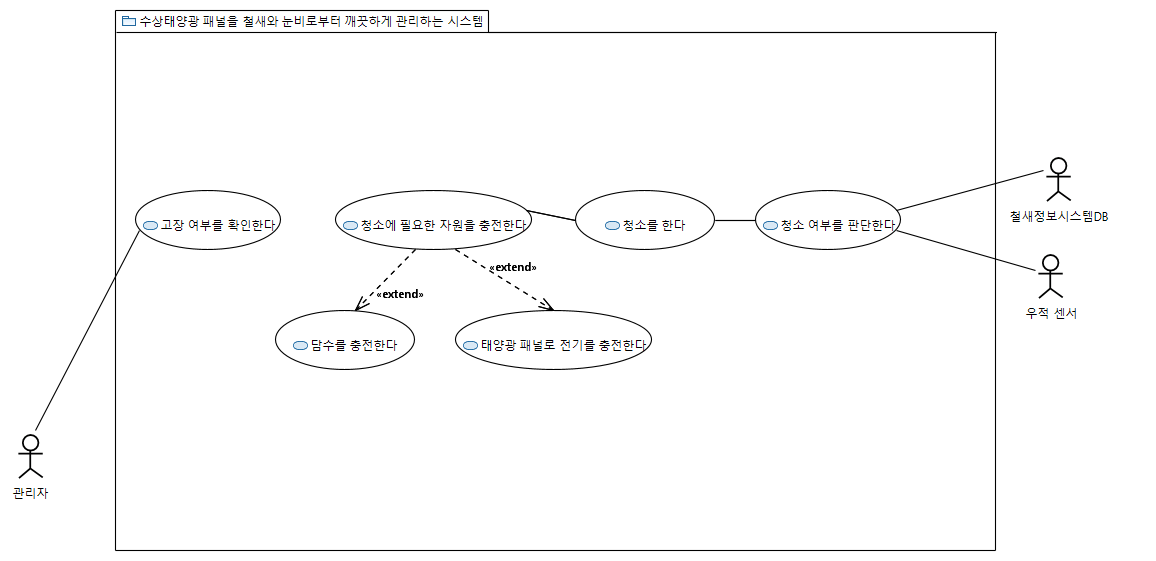 수상태양광 패널을 철새와 눈비로부터 깨끗하게 관리하는 시스템
철새정보시스템DB
고장 여부를 확인한다
청소에 필요한 자원을 충전한다
청소를 한다
청소 여부를 판단한다
«extend»
«extend»
우적 센서
담수를 충전한다
태양광 패널로 전기를 충전한다
관리자